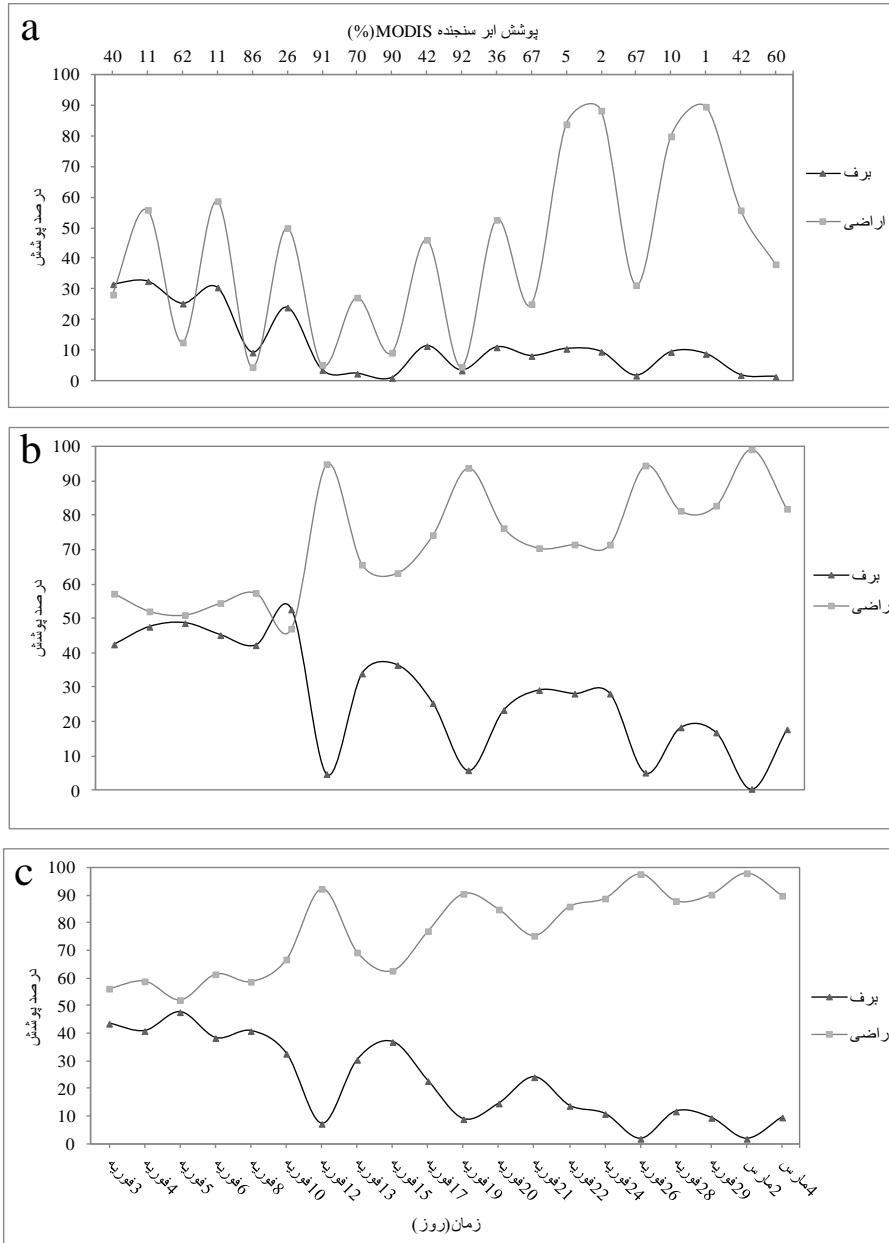 a
پوشش ابر سنجنده MODIS(%)
40 11 62 11 86 26 91 70 90 42 92 36 67 5 2 67 10 1 42 60
100
90
80
70
60
50
40
30
20
10
0
درصد پوشش
برف
اراضی
b
100
90
80
70
60
50
40
30
20
10
0
درصد پوشش
برف
اراضی
c
100
90
80
70
60
50
40
30
20
10
0
درصد پوشش
برف
راضی
3فوریه
4فوریه
5فوریه
6فوریه
8فوریه
10فوریه
12فوریه
13فوریه
15فوریه
17فوریه
19فوریه
20فوریه
21فوریه
22فوریه
24فوریه
26فوریه
28فوریه
29فوریه
2مارس
4مارس
زمان(روز)